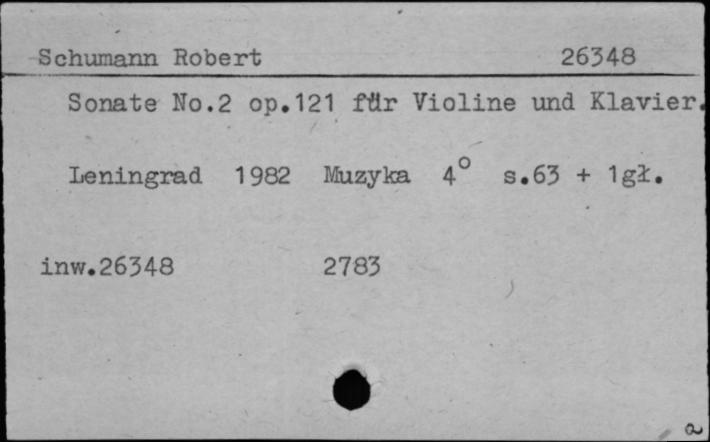 Schumann Robert 26348
Sonate No.2 op.121 für Violine und Klavier.
Leningrad 1982 Muzyka 4° s.63 + 1gł.
inw.26348 2783
a